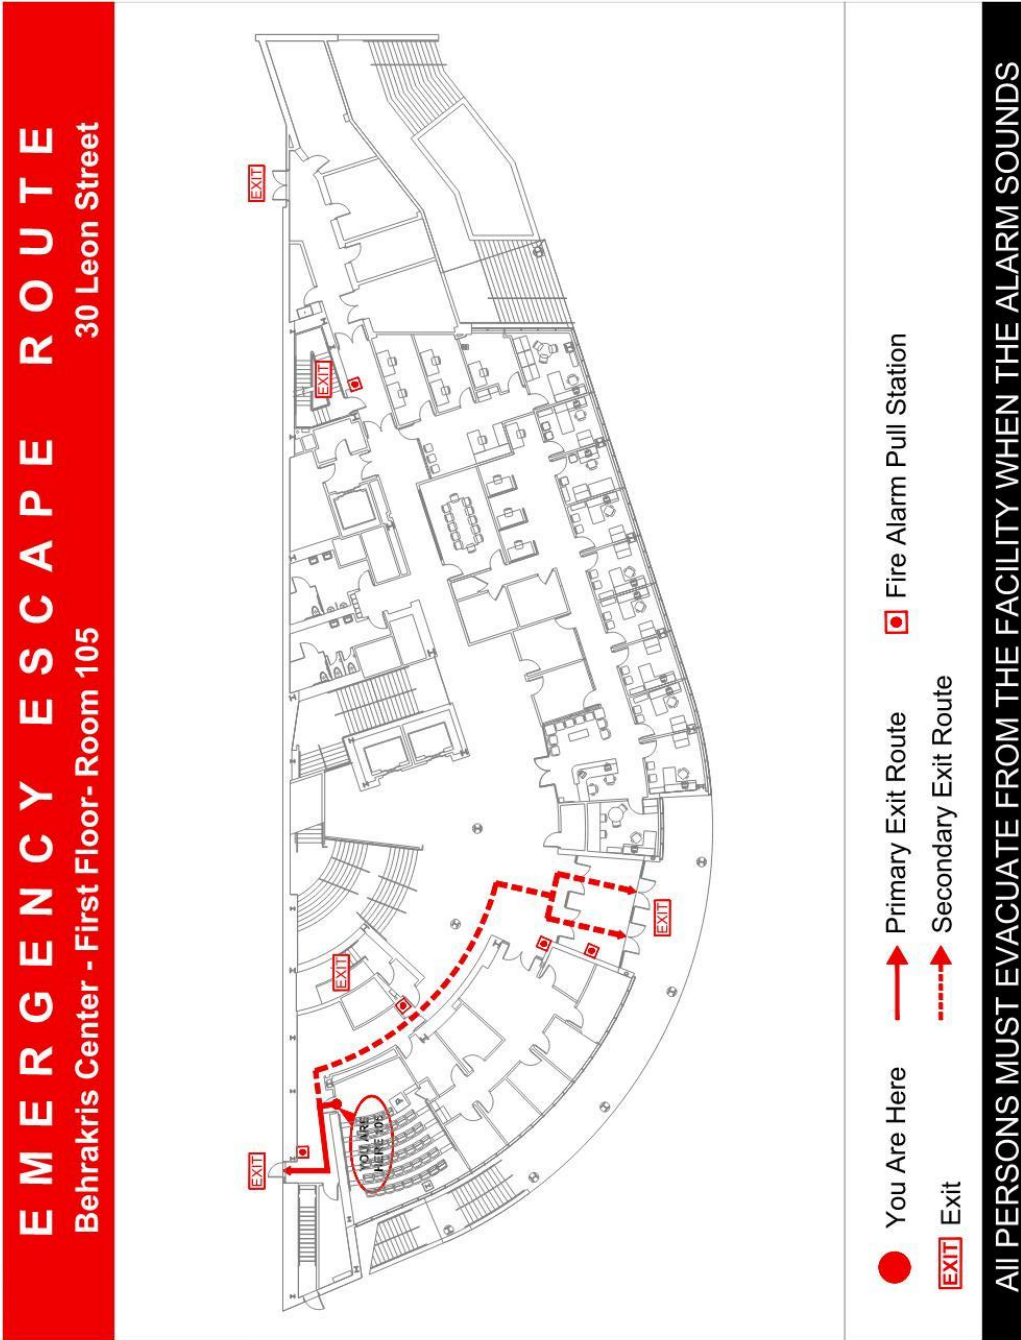 EMERGENCY ESCAPE ROUTE
Behrakris Center - First Floor- Room 105
30 Leon Street
EXIT
EXIT
EXIT
EXIT
EXIT
YOU ARE
HERE 105
You Are Here
Primary Exit Route
Fire Alarm Pull Station
EXIT Exit
Secondary Exit Route
All PERSONS MUST EVACUATE FROM THE FACILITY WHEN THE ALARM SOUNDS